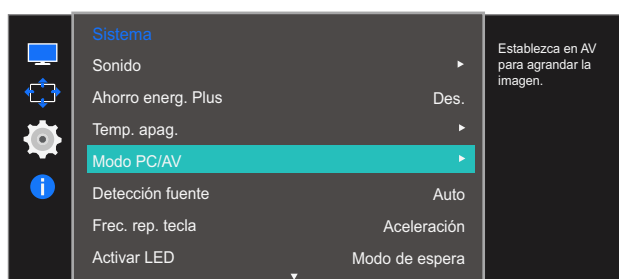 Sistema
Sonido
Ahorro energ. Plus Des.
Temp. apag.
Modo PC/AV
Detección fuente Auto
Frec. rep. tecla Aceleración
Activar LED Modo de espera
Establezca en AV
para agrandar la
imagen.